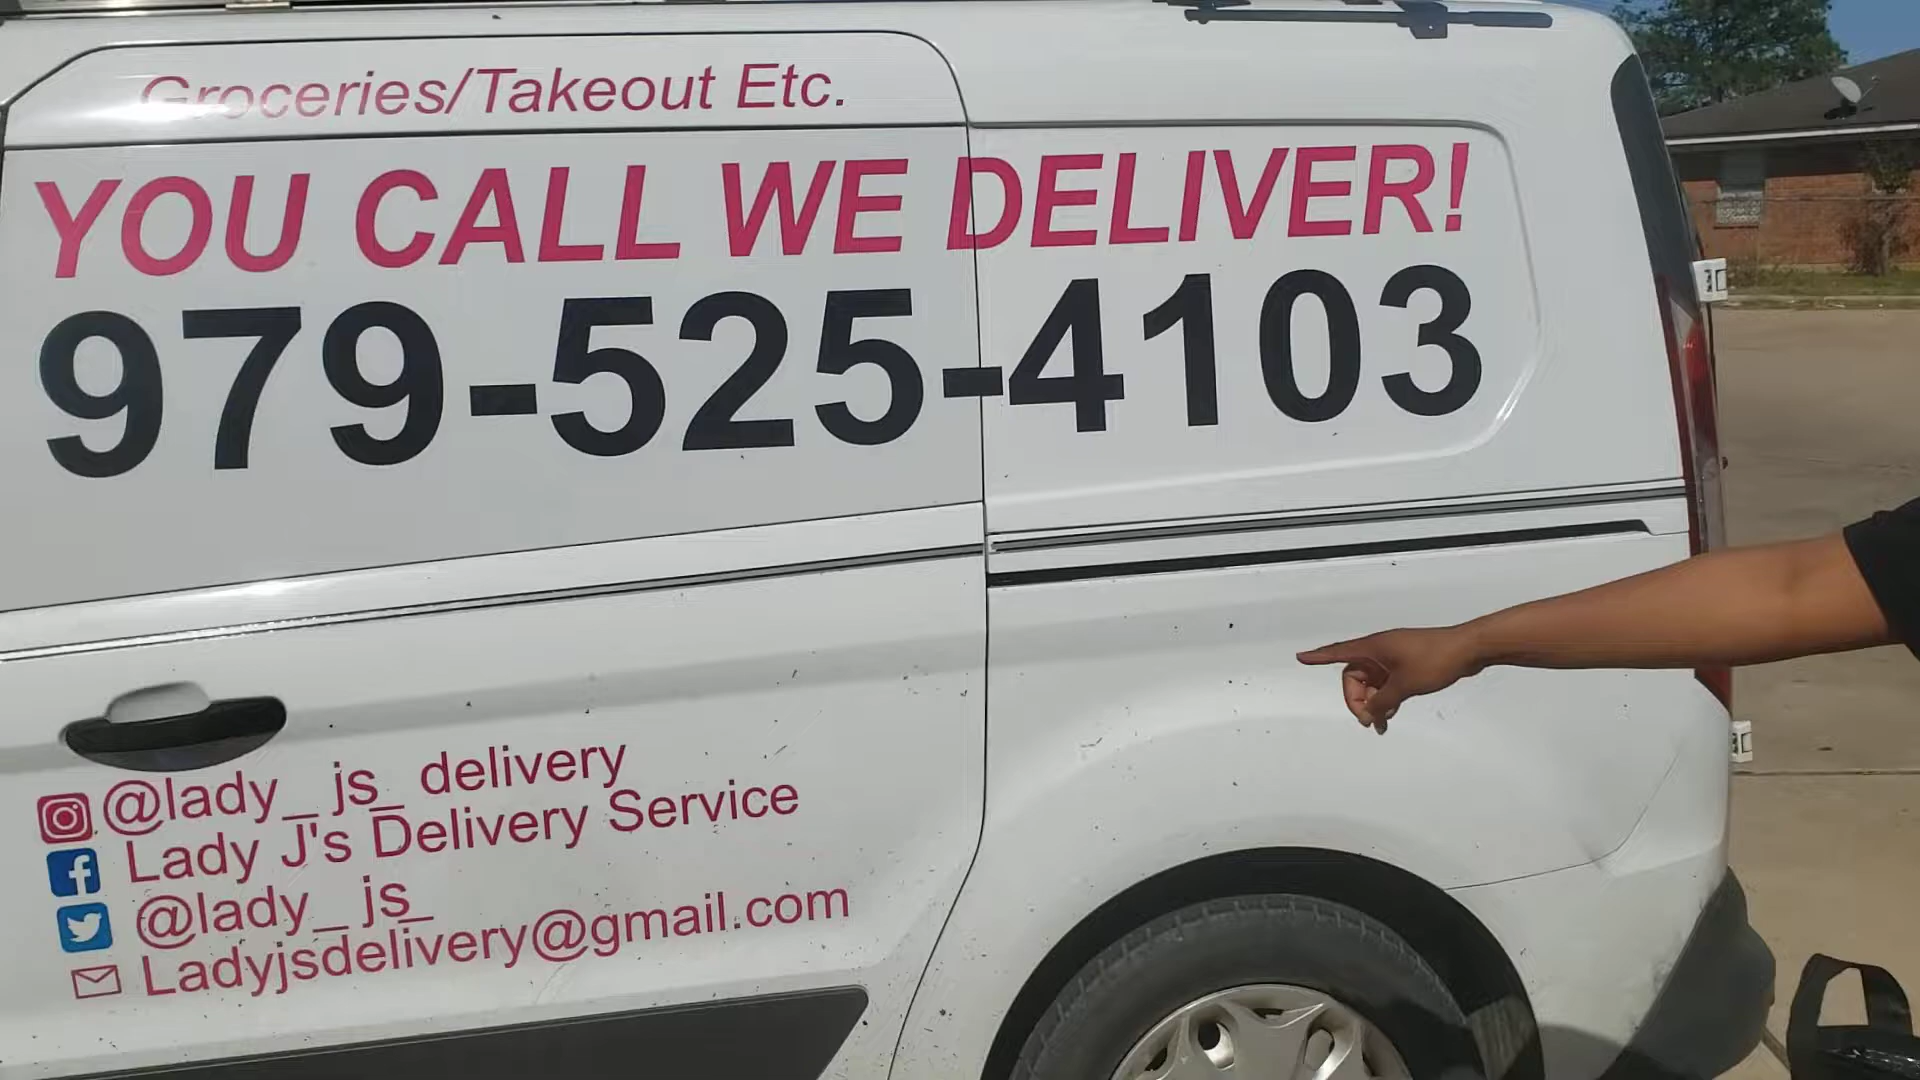 Groceries/Takeout Etc.
YOU CALL WE DELIVER!
979-525-4103
@lady_js_delivery
Lady J's Delivery Service
@lady_js_
Ladyjsdelivery@gmail.com